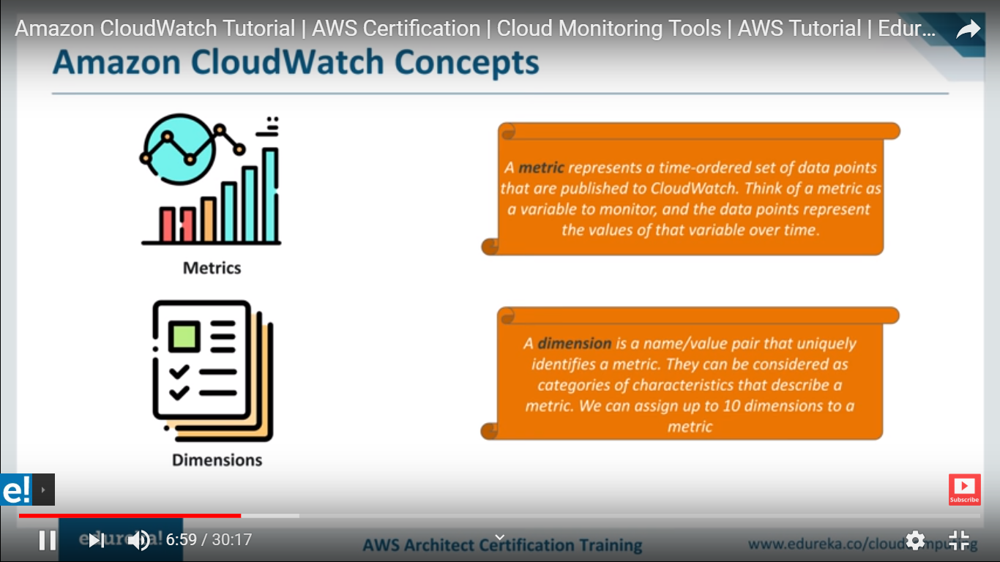 Amazon CloudWatch Tutorial | AWS Certification | Cloud Monitoring Tools | AWS Tutorial | Edur...
Amazon CloudWatch Concepts
A metric represents a time-ordered set of data points
that are published to CloudWatch. Think of a metric as
a variable to monitor, and the data points represent
the values of that variable over time.
Metrics
A dimension is a name/value pair that uniquely
identifies a metric. They can be considered as
categories of characteristics that describe a
metric. We can assign up to 10 dimensions to a
metric
Dimensions
e!
Subscribe
edureka!
6:59 / 30:17
AWS Architect Certification Training
www.edureka.co/cloudcomputing